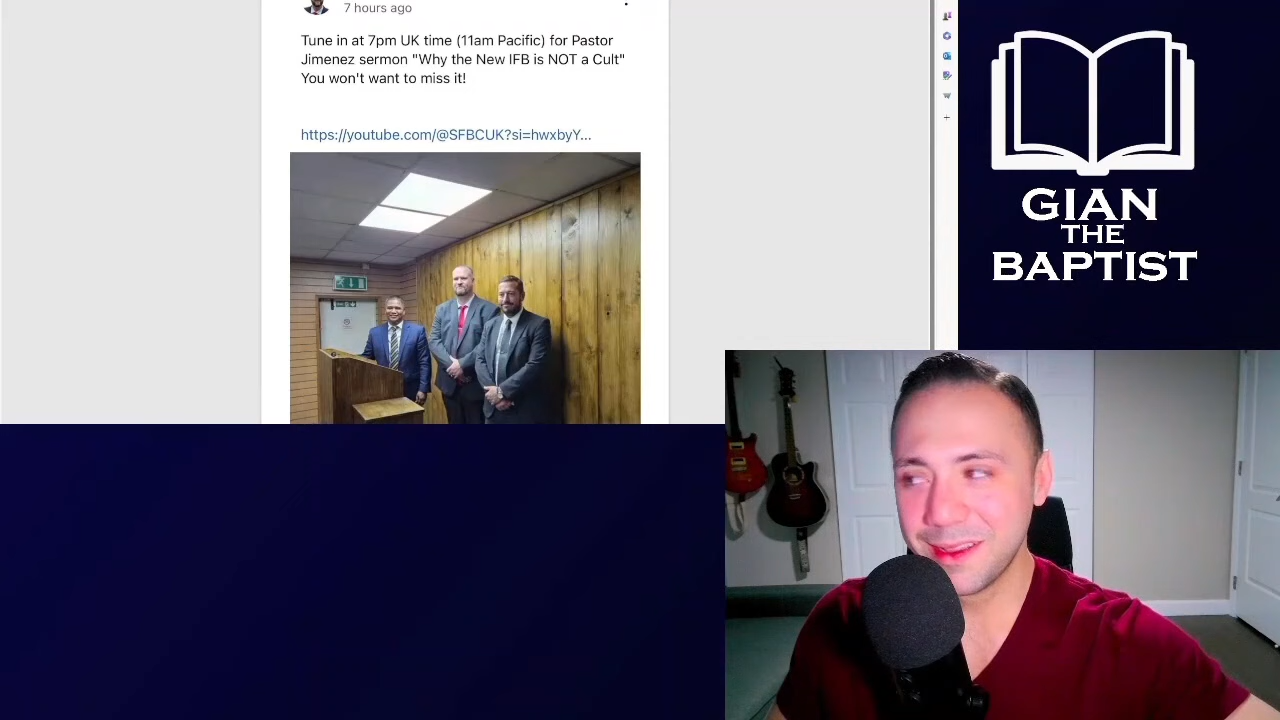 7 hours ago
Tune in at 7pm UK time (11am Pacific) for Pastor
Jimenez sermon "Why the New IFB is NOT a Cult"
You won't want to miss it!
https://youtube.com/@SFBCUK?si=hwxbyY...
GIAN
THE
BAPTIST